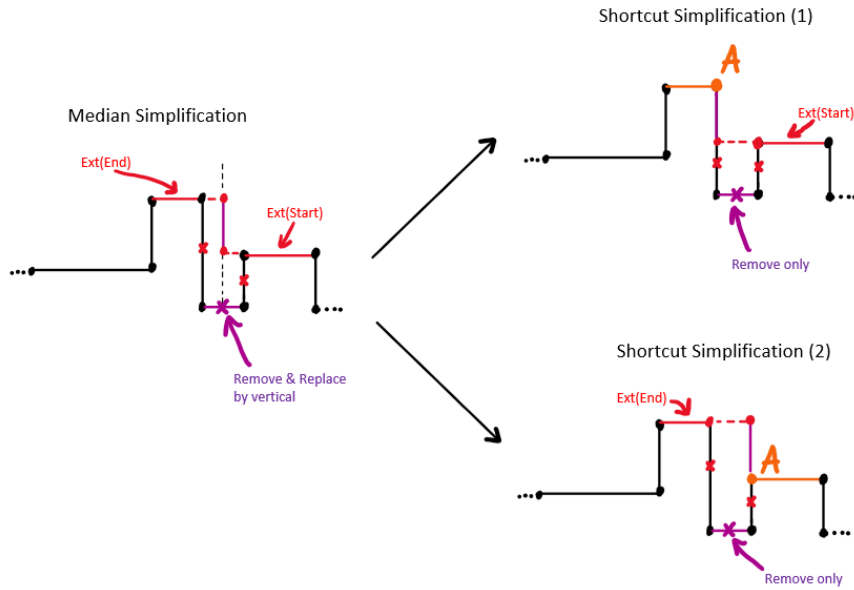 Shortcut Simplification (1)
A
Median Simplification
Ext(End)
Ext(Start)
Ext(Start)
Remove only
Remove & Replace
by vertical
Shortcut Simplification (2)
Ext(End)
A
Remove only